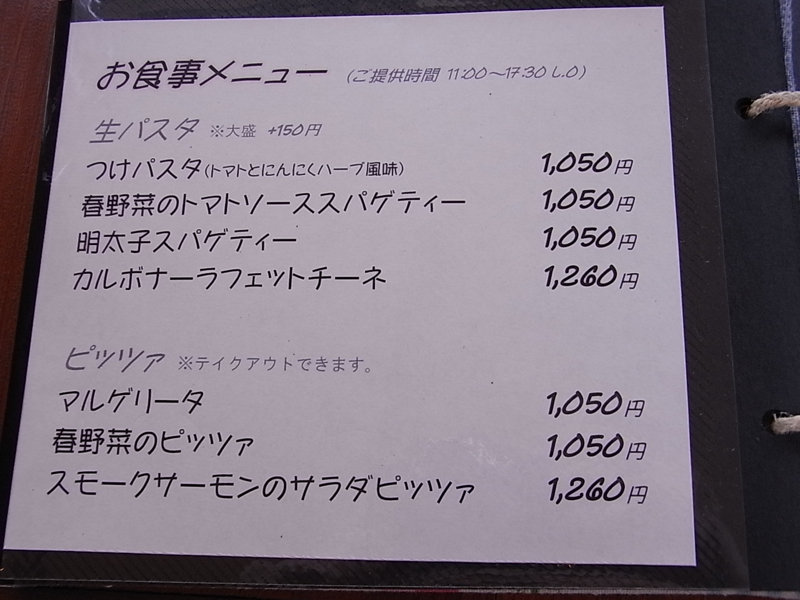 お食事メニュー (ご提供時間 11:00～17:30 L.O)
生パスタ ※大盛 +150円
つけパスタ(トマトとにんにくハーブ風味) 1,050円
春野菜のトマトソーススパゲティー 1,050円
明太子スパゲティー 1,050円
カルボナーラフェットチーネ 1,260円
ピッツァ ※テイクアウトできます。
マルゲリータ 1,050円
春野菜のピッツァ 1,050円
スモークサーモンのサラダピッツァ 1,260円